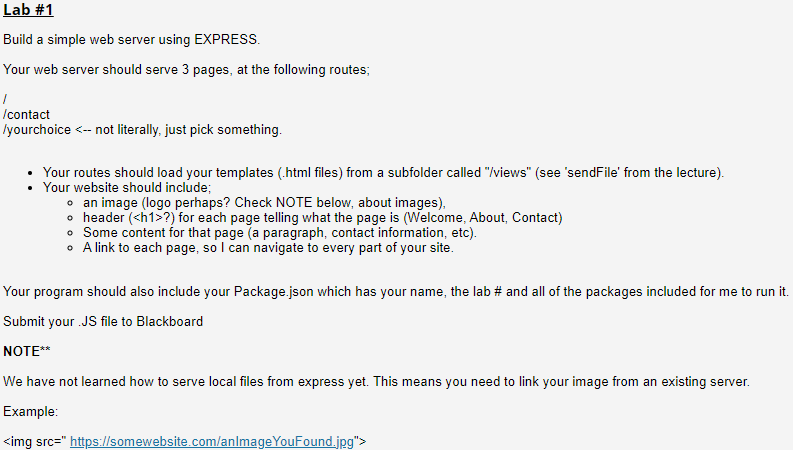 Lab #1
Build a simple web server using EXPRESS.
Your web server should serve 3 pages, at the following routes;
/
/contact
/yourchoice <-- not literally, just pick something.
• Your routes should load your templates (.html files) from a subfolder called "/views" (see 'sendFile' from the lecture).
• Your website should include;
○ an image (logo perhaps? Check NOTE below, about images),
○ header (<h1>?) for each page telling what the page is (Welcome, About, Contact)
○ Some content for that page (a paragraph, contact information, etc).
○ A link to each page, so I can navigate to every part of your site.
Your program should also include your Package.json which has your name, the lab # and all of the packages included for me to run it.
Submit your .JS file to Blackboard
NOTE**
We have not learned how to serve local files from express yet. This means you need to link your image from an existing server.
Example:
<img src=" https://somewebsite.com/anImageYouFound.jpg">